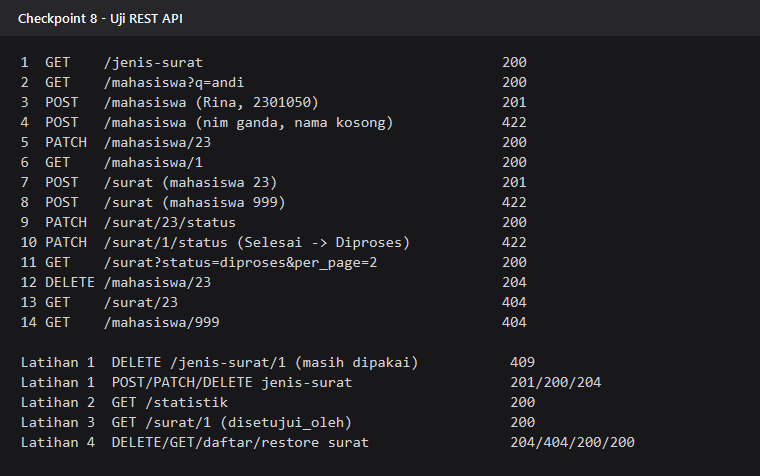 Checkpoint 8 - Uji REST API
1 GET /jenis-surat 200
2 GET /mahasiswa?q=andi 200
3 POST /mahasiswa (Rina, 2301050) 201
4 POST /mahasiswa (nim ganda, nama kosong) 422
5 PATCH /mahasiswa/23 200
6 GET /mahasiswa/1 200
7 POST /surat (mahasiswa 23) 201
8 POST /surat (mahasiswa 999) 422
9 PATCH /surat/23/status 200
10 PATCH /surat/1/status (Selesai -> Diproses) 422
11 GET /surat?status=diproses&per_page=2 200
12 DELETE /mahasiswa/23 204
13 GET /surat/23 404
14 GET /mahasiswa/999 404
Latihan 1 DELETE /jenis-surat/1 (masih dipakai) 409
Latihan 1 POST/PATCH/DELETE jenis-surat 201/200/204
Latihan 2 GET /statistik 200
Latihan 3 GET /surat/1 (disetujui_oleh) 200
Latihan 4 DELETE/GET/daftar/restore surat 204/404/200/200